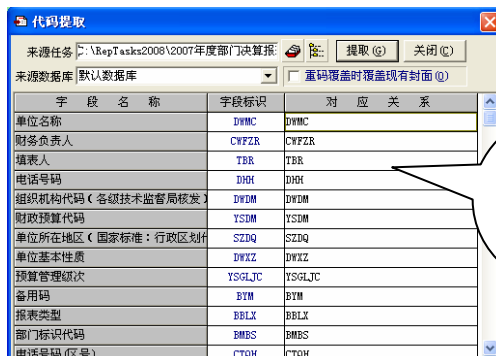 代码提取
来源任务 C:\RepTasks2008\2007年度部门决算报 提取(G) 关闭(C)
来源数据库 默认数据库 重码覆盖时覆盖现有封面(O)
字 段 名 称 字段标识 对 应 关 系
单位名称 DWMC DWMC
财务负责人 CWFZR CWFZR
填表人 TBR TBR
电话号码 DHH DHH
组织机构代码(各级技术监督局核发) DWDM DWDM
财政预算代码 YSDM YSDM
单位所在地区(国家标准:行政区划 SZDQ SZDQ
单位基本性质 DWXZ DWXZ
预算管理级次 YSGLJC YSGLJC
备用码 BYM BYM
报表类型 BBLX BBLX
部门标识代码 BMBS BMBS
电话号码(区号) CTQH CTQH